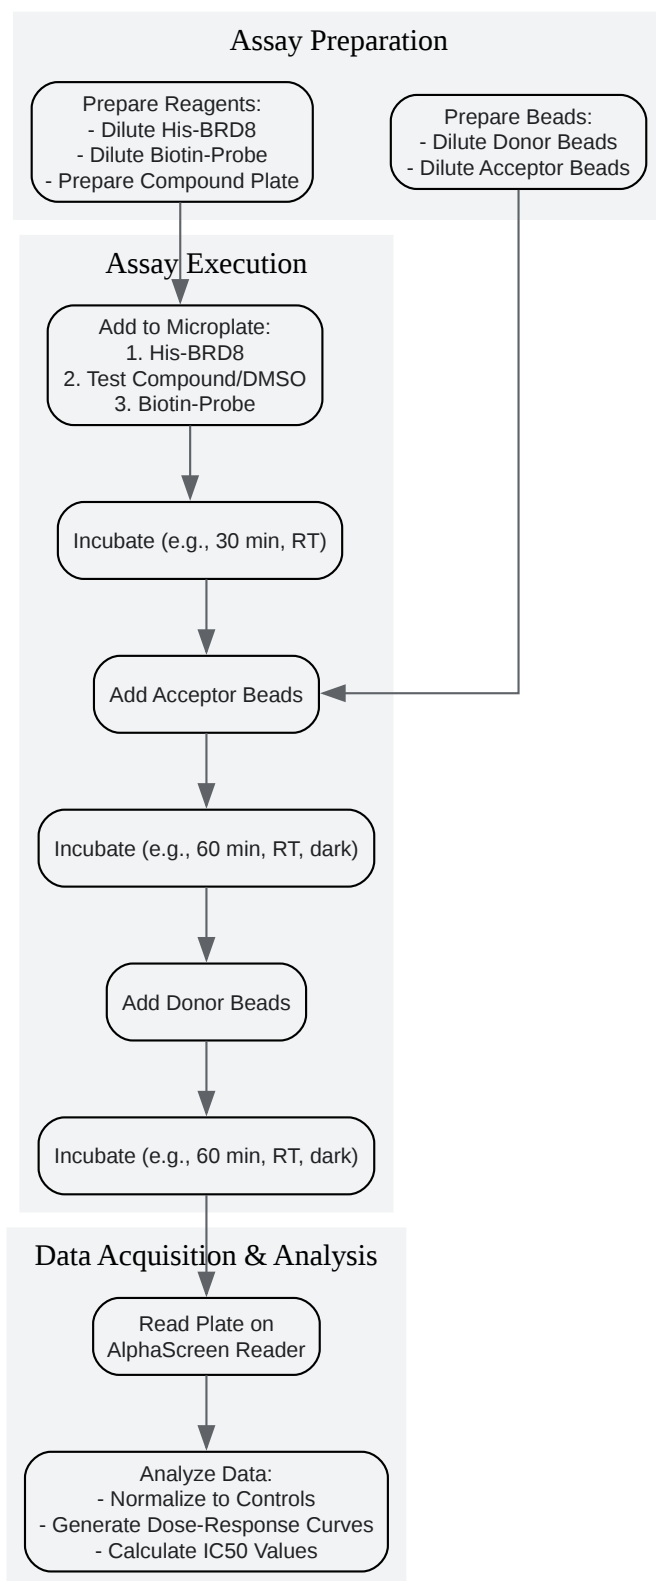 Assay Preparation
Prepare Reagents:
- Dilute His-BRD8
- Dilute Biotin-Probe
- Prepare Compound Plate
Prepare Beads:
- Dilute Donor Beads
- Dilute Acceptor Beads
Assay Execution
Add to Microplate:
1. His-BRD8
2. Test Compound/DMSO
3. Biotin-Probe
Incubate (e.g., 30 min, RT)
Add Acceptor Beads
Incubate (e.g., 60 min, RT, dark)
Add Donor Beads
Incubate (e.g., 60 min, RT, dark)
Data Acquisition & Analysis
Read Plate on
AlphaScreen Reader
Analyze Data:
- Normalize to Controls
- Generate Dose-Response Curves
- Calculate IC50 Values